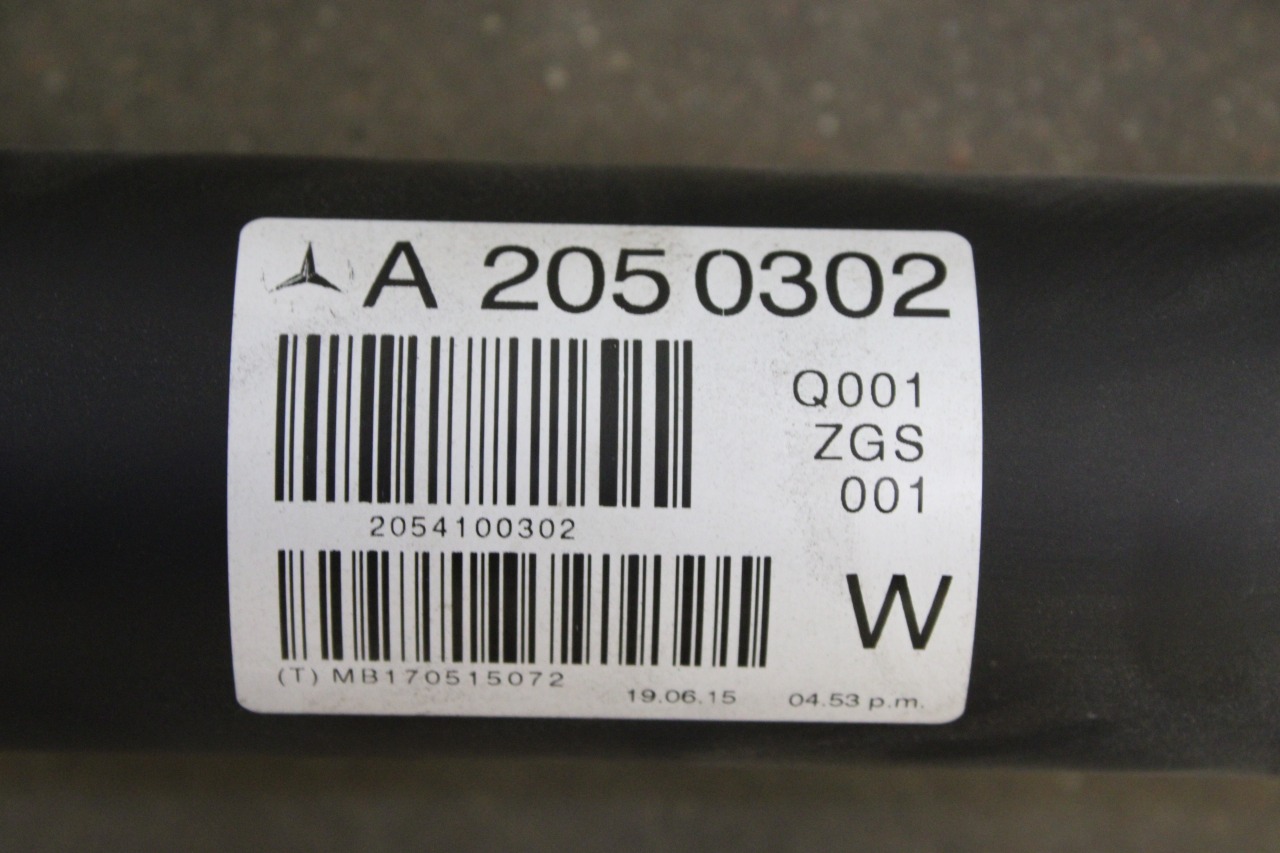 A 205 0302
Q001
ZGS
001
2054100302
W
(T) MB170515072
19.06.15 04.53 p.m.